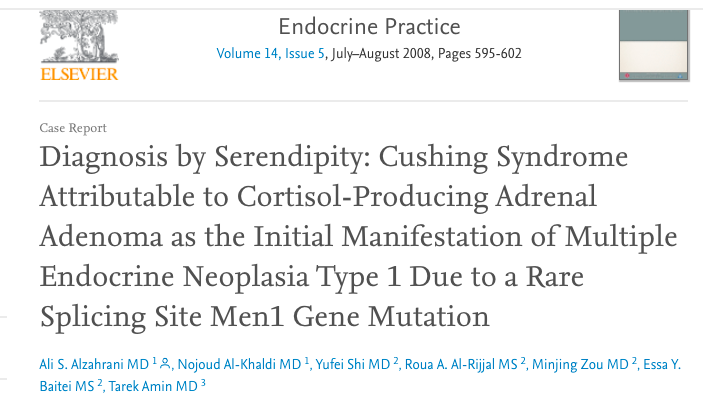 Endocrine Practice
Volume 14, Issue 5, July–August 2008, Pages 595-602
ELSEVIER
Case Report
Diagnosis by Serendipity: Cushing Syndrome
Attributable to Cortisol-Producing Adrenal
Adenoma as the Initial Manifestation of Multiple
Endocrine Neoplasia Type 1 Due to a Rare
Splicing Site Men1 Gene Mutation
Ali S. Alzahrani MD 1, Nojoud Al-Khaldi MD 1, Yufei Shi MD 2, Roua A. Al-Rijjal MS 2, Minjing Zou MD 2, Essa Y.
Baitei MS 2, Tarek Amin MD 3